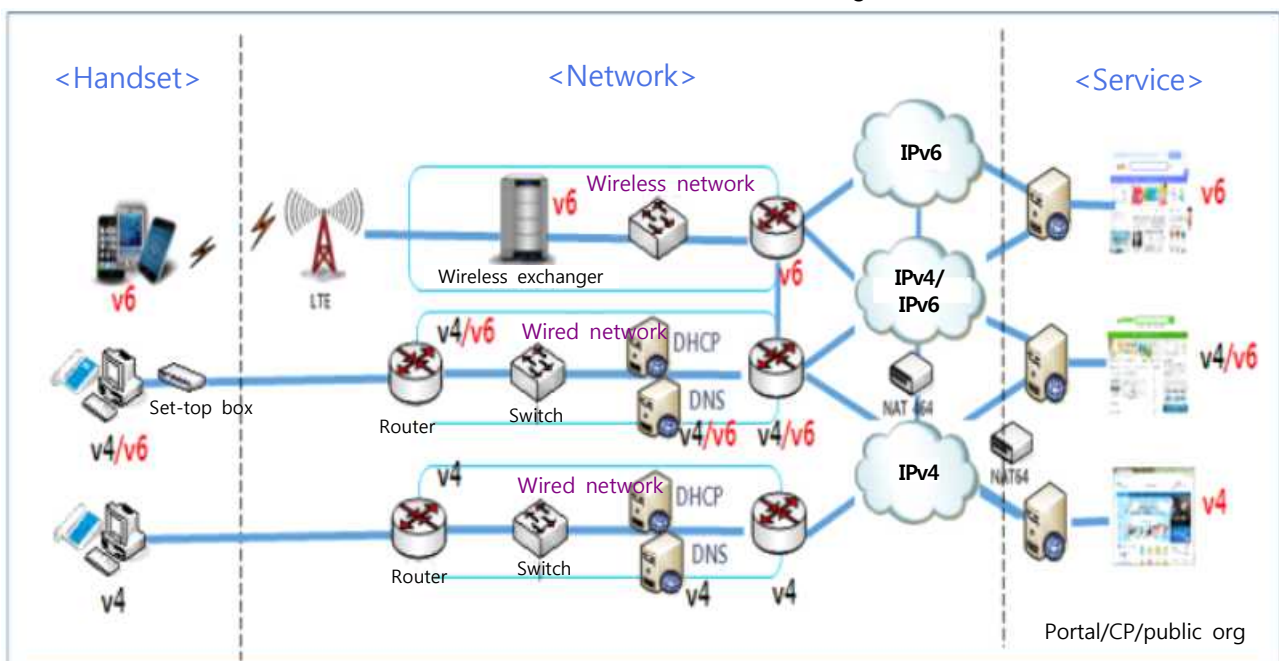 <Handset>
<Network>
<Service>
IPv6
Wireless network
v6
v6
Wireless exchanger
v6
v6
LTE
IPv4/
IPv6
v4/v6
Wired network
DHCP
v4/v6
Set-top box
DNS
NAT 464
Router
Switch
v4/v6
v4/v6
v4/v6
v4
Wired network
IPv4
NAT64
DHCP
v4
DNS
Router
Switch
v4
v4
v4
Portal/CP/public org